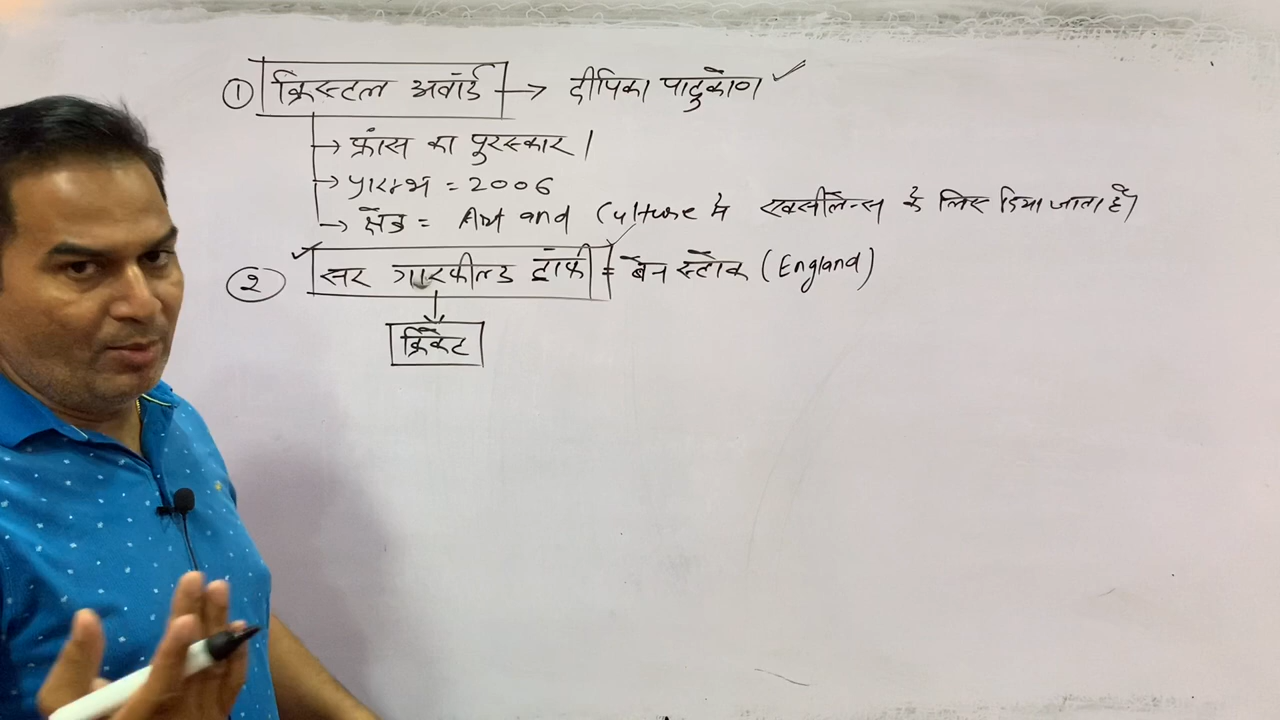 ① क्रिस्टल अवॉर्ड → दीपिका पादुकोण ✓
→ फ्रांस का पुरस्कार।
→ प्रारम्भ = 2006
→ क्षेत्र = Art and Culture मे एक्सीलेन्स के लिए दिया जाता है।
② सर गारफील्ड ट्रॉफी = बेन स्टोक (England)
क्रिकेट